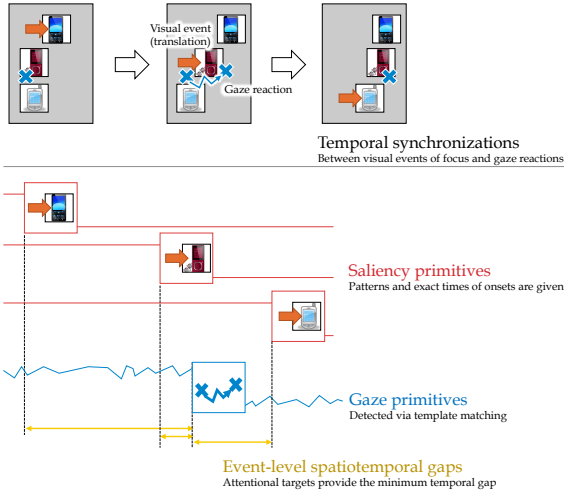 Visual event
(translation)
Gaze reaction
Temporal synchronizations
Between visual events of focus and gaze reactions
Saliency primitives
Patterns and exact times of onsets are given
Gaze primitives
Detected via template matching
Event-level spatiotemporal gaps
Attentional targets provide the minimum temporal gap